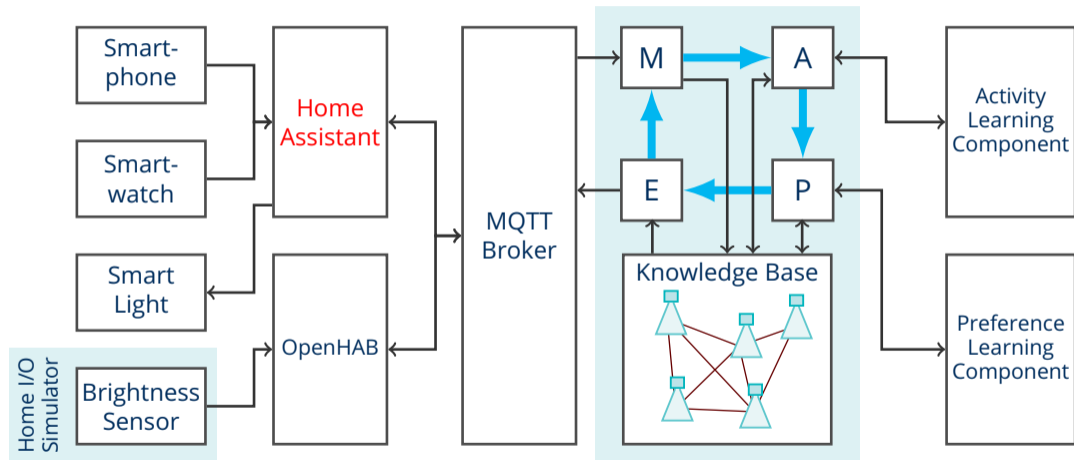 Smart-
phone
Smart-
watch
Smart
Light
Home I/O
Simulator
Brightness
Sensor
Home
Assistant
OpenHAB
MQTT
Broker
M
A
E
P
Knowledge Base
Activity
Learning
Component
Preference
Learning
Component